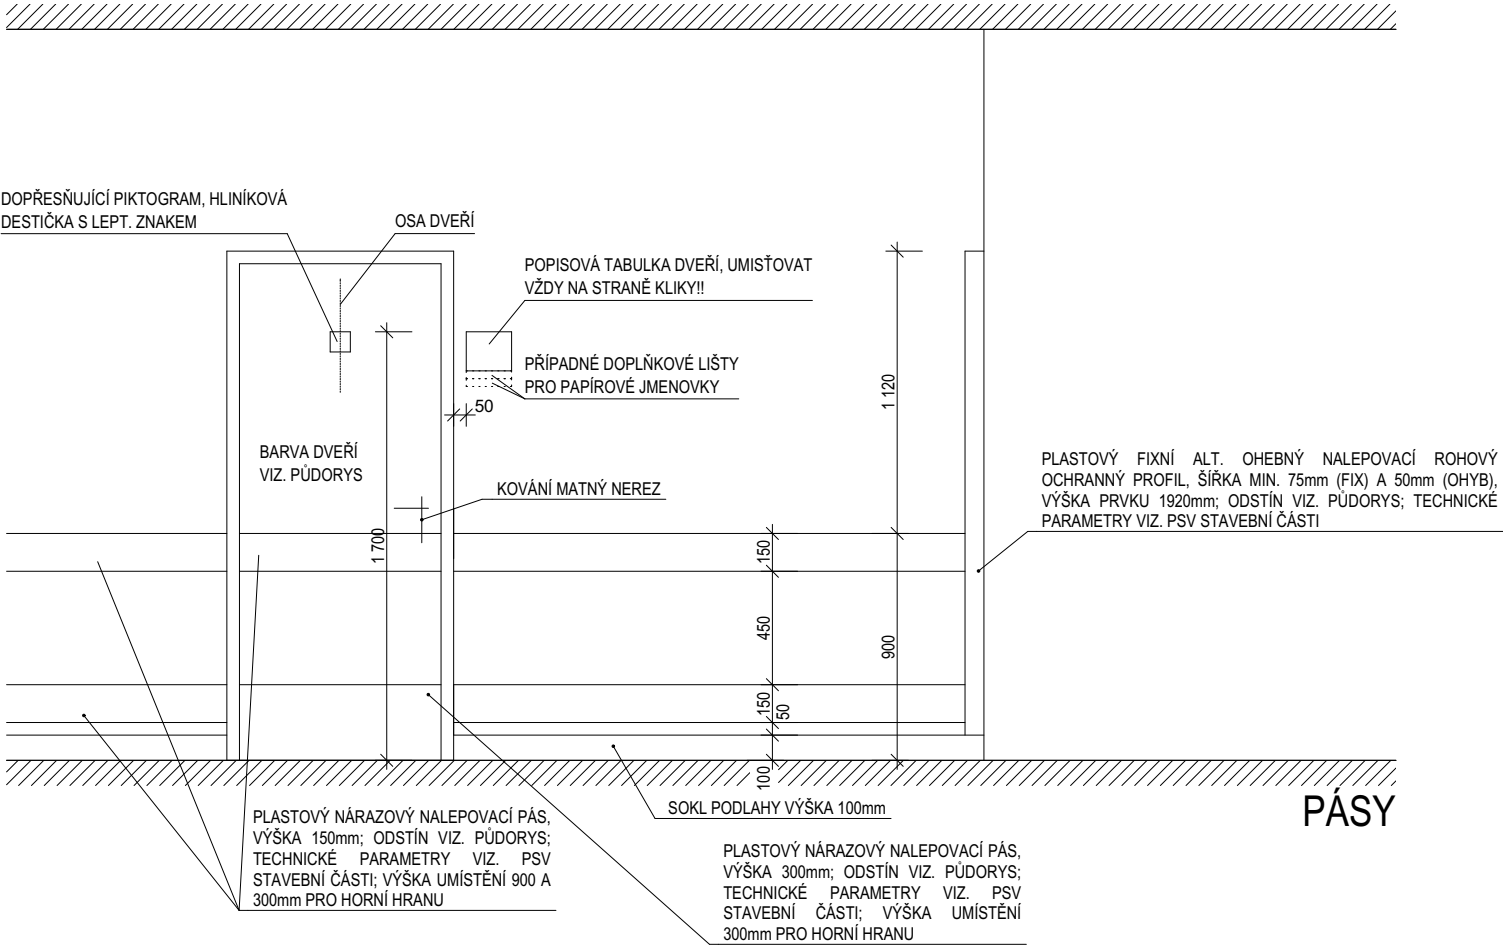 DOPŘESŇUJÍCÍ PIKTOGRAM, HLINÍKOVÁ
DESTIČKA S LEPT. ZNAKEM
OSA DVEŘÍ
POPISOVÁ TABULKA DVEŘÍ, UMISŤOVAT
VŽDY NA STRANĚ KLIKY!!
PŘÍPADNÉ DOPLŇKOVÉ LIŠTY
PRO PAPÍROVÉ JMENOVKY
50
1 120
BARVA DVEŘÍ
VIZ. PŮDORYS
KOVÁNÍ MATNÝ NEREZ
PLASTOVÝ FIXNÍ ALT. OHEBNÝ NALEPOVACÍ ROHOVÝ
OCHRANNÝ PROFIL, ŠÍŘKA MIN. 75mm (FIX) A 50mm (OHYB),
VÝŠKA PRVKU 1920mm; ODSTÍN VIZ. PŮDORYS; TECHNICKÉ
PARAMETRY VIZ. PSV STAVEBNÍ ČÁSTI
1 700
150
450
900
150
50
100
SOKL PODLAHY VÝŠKA 100mm
PÁSY
PLASTOVÝ NÁRAZOVÝ NALEPOVACÍ PÁS,
VÝŠKA 150mm; ODSTÍN VIZ. PŮDORYS;
TECHNICKÉ PARAMETRY VIZ. PSV
STAVEBNÍ ČÁSTI; VÝŠKA UMÍSTĚNÍ 900 A
300mm PRO HORNÍ HRANU
PLASTOVÝ NÁRAZOVÝ NALEPOVACÍ PÁS,
VÝŠKA 300mm; ODSTÍN VIZ. PŮDORYS;
TECHNICKÉ PARAMETRY VIZ. PSV
STAVEBNÍ ČÁSTI; VÝŠKA UMÍSTĚNÍ
300mm PRO HORNÍ HRANU